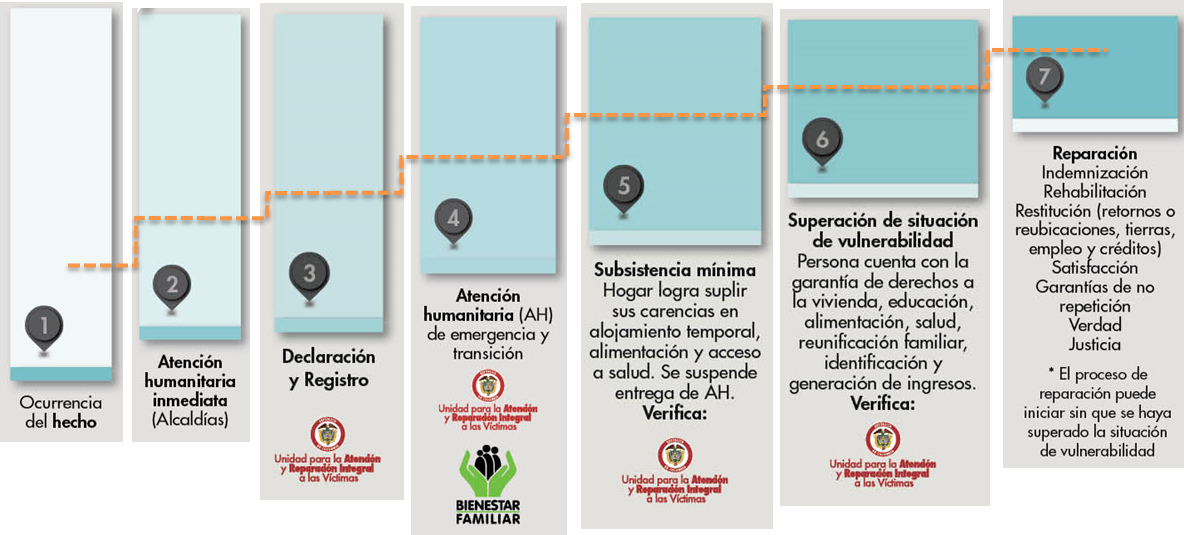 1
Ocurrencia
del hecho
2
Atención
humanitaria
inmediata
(Alcaldías)
3
Declaración
y Registro
Unidad para la Atención
y Reparación Integral
a las Víctimas
4
Atención
humanitaria (AH)
de emergencia y
transición
Unidad para la Atención
y Reparación Integral
a las Víctimas
BIENESTAR
FAMILIAR
5
Subsistencia mínima
Hogar logra suplir
sus carencias en
alojamiento temporal,
alimentación y acceso
a salud. Se suspende
entrega de AH.
Verifica:
Unidad para la Atención
y Reparación Integral
a las Víctimas
6
Superación de situación
de vulnerabilidad
Persona cuenta con la
garantía de derechos a
la vivienda, educación,
alimentación, salud,
reunificación familiar,
identificación y
generación de ingresos.
Verifica:
Unidad para la Atención
y Reparación Integral
a las Víctimas
7
Reparación
Indemnización
Rehabilitación
Restitución (retornos o
reubicaciones, tierras,
empleo y créditos)
Satisfacción
Garantías de no
repetición
Verdad
Justicia
* El proceso de
reparación puede
iniciar sin que se haya
superado la situación
de vulnerabilidad